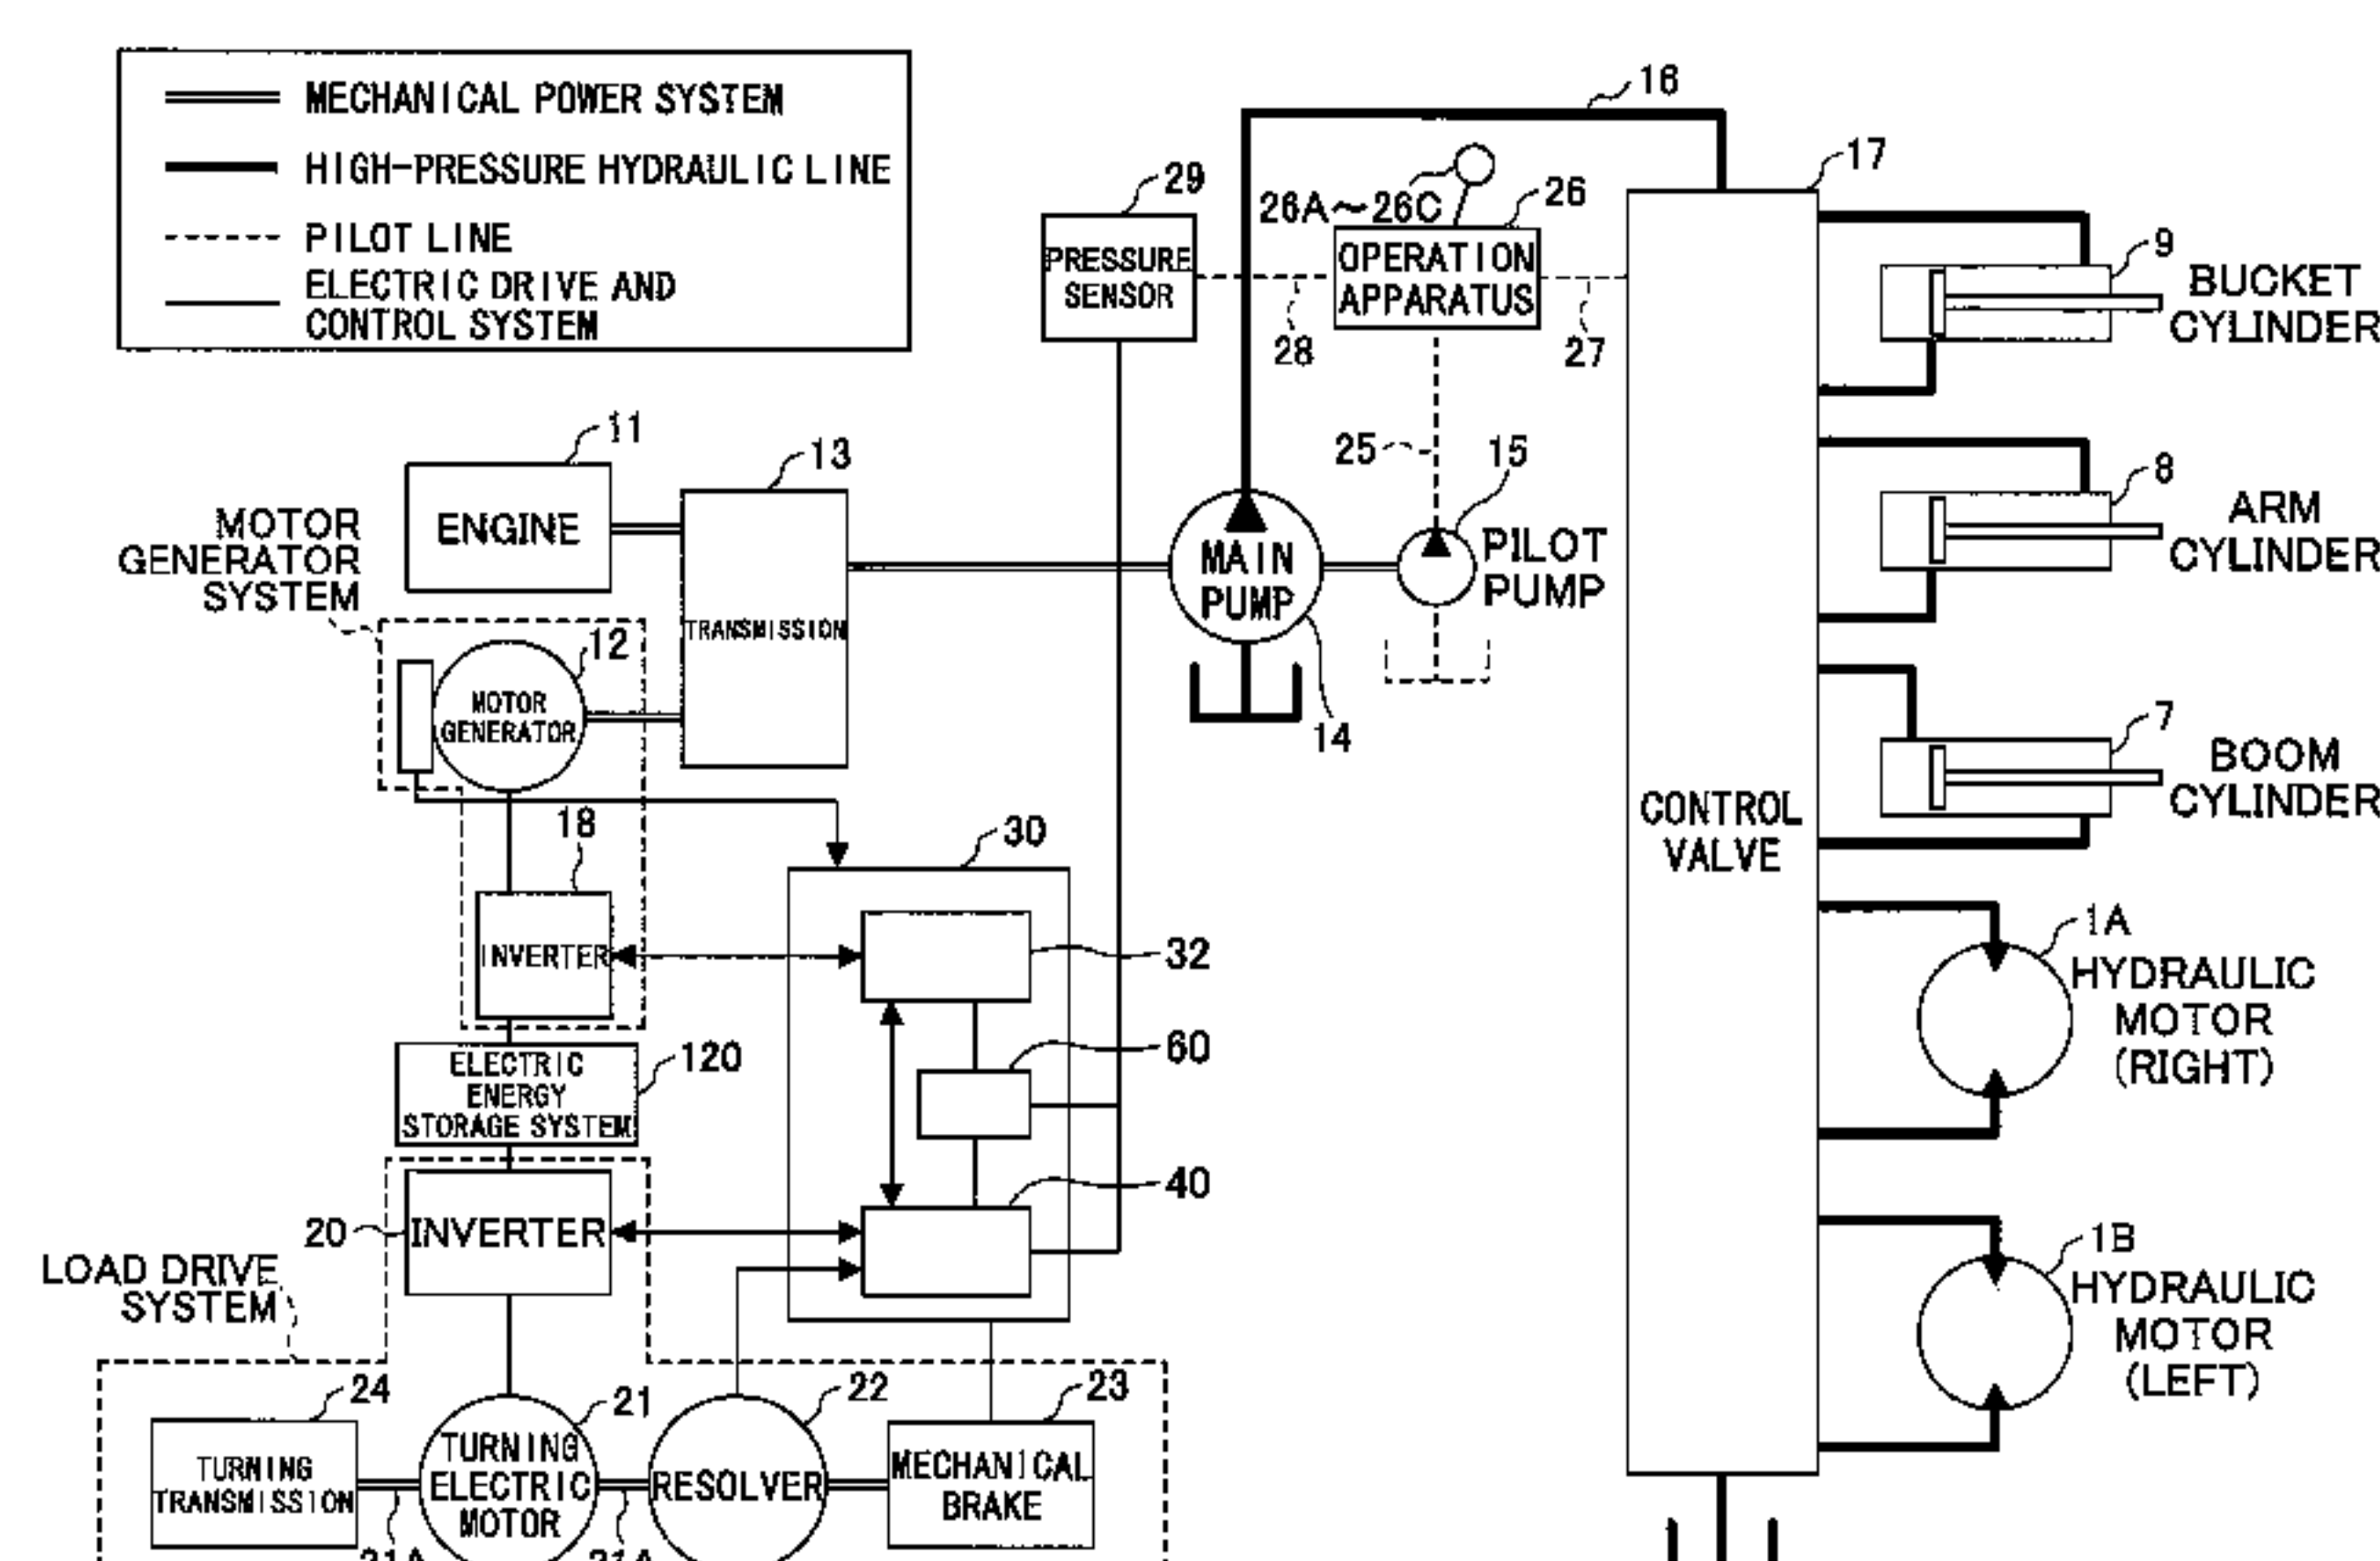 MECHANICAL POWER SYSTEM
HIGH-PRESSURE HYDRAULIC LINE
PILOT LINE
ELECTRIC DRIVE AND
CONTROL SYSTEM
16
17
29
26A～26C
26
PRESSURE
SENSOR
OPERATION
APPARATUS
28
27
9
BUCKET
CYLINDER
11
13
25
15
8
ARM
CYLINDER
ENGINE
MOTOR
GENERATOR
SYSTEM
TRANSMISSION
MAIN
PUMP
PILOT
PUMP
14
12
MOTOR
GENERATOR
7
BOOM
CYLINDER
CONTROL
VALVE
18
30
INVERTER
32
1A
HYDRAULIC
MOTOR
(RIGHT)
60
ELECTRIC
ENERGY
STORAGE SYSTEM
120
40
20
INVERTER
1B
HYDRAULIC
MOTOR
(LEFT)
LOAD DRIVE
SYSTEM
24
21
22
23
TURNING
TRANSMISSION
TURNING
ELECTRIC
MOTOR
RESOLVER
MECHANICAL
BRAKE
21A
21A